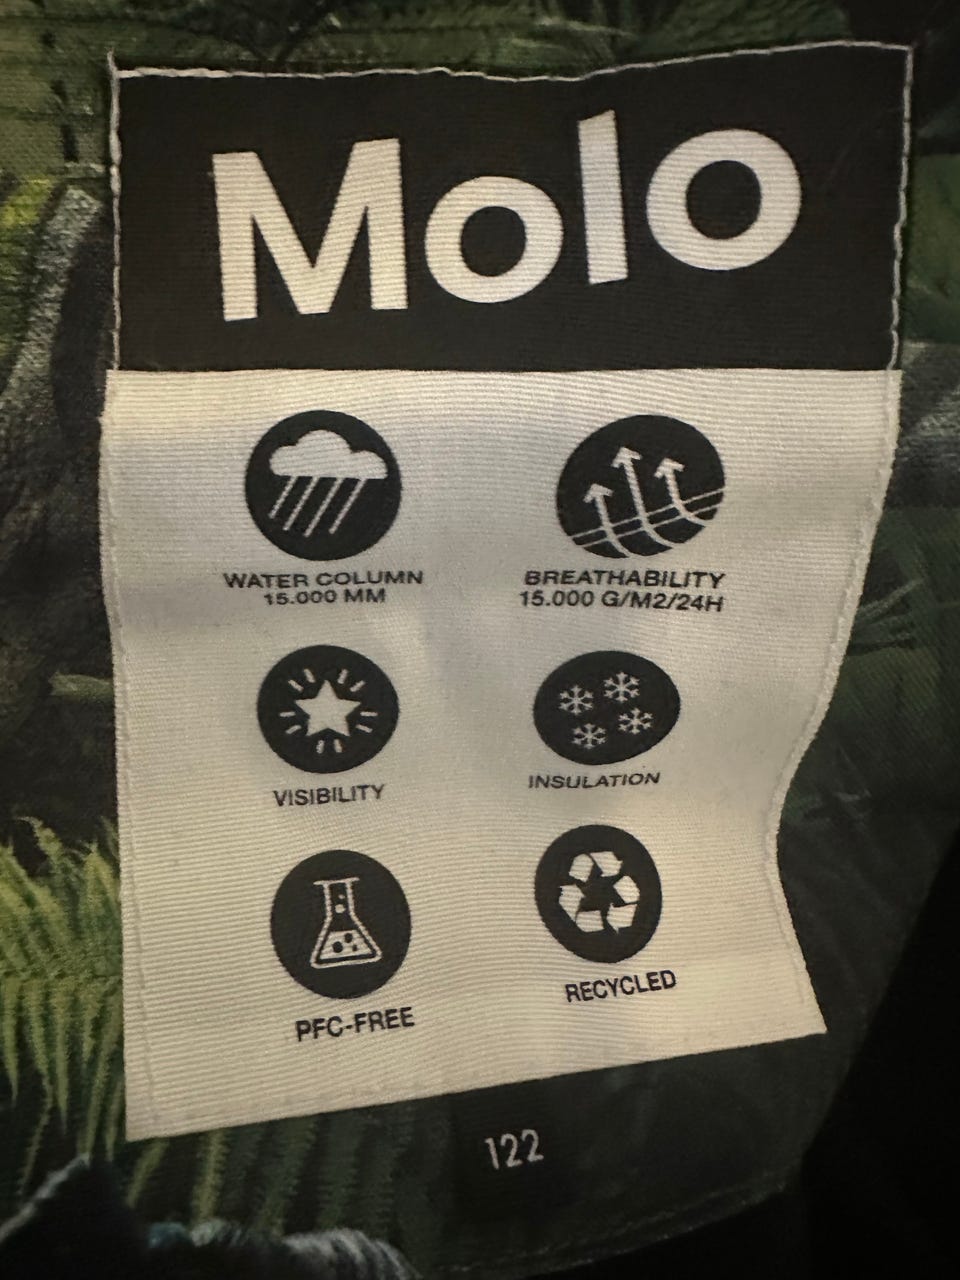 Molo
WATER COLUMN
15.000 MM
BREATHABILITY
15.000 G/M2/24H
VISIBILITY
INSULATION
PFC-FREE
RECYCLED
122